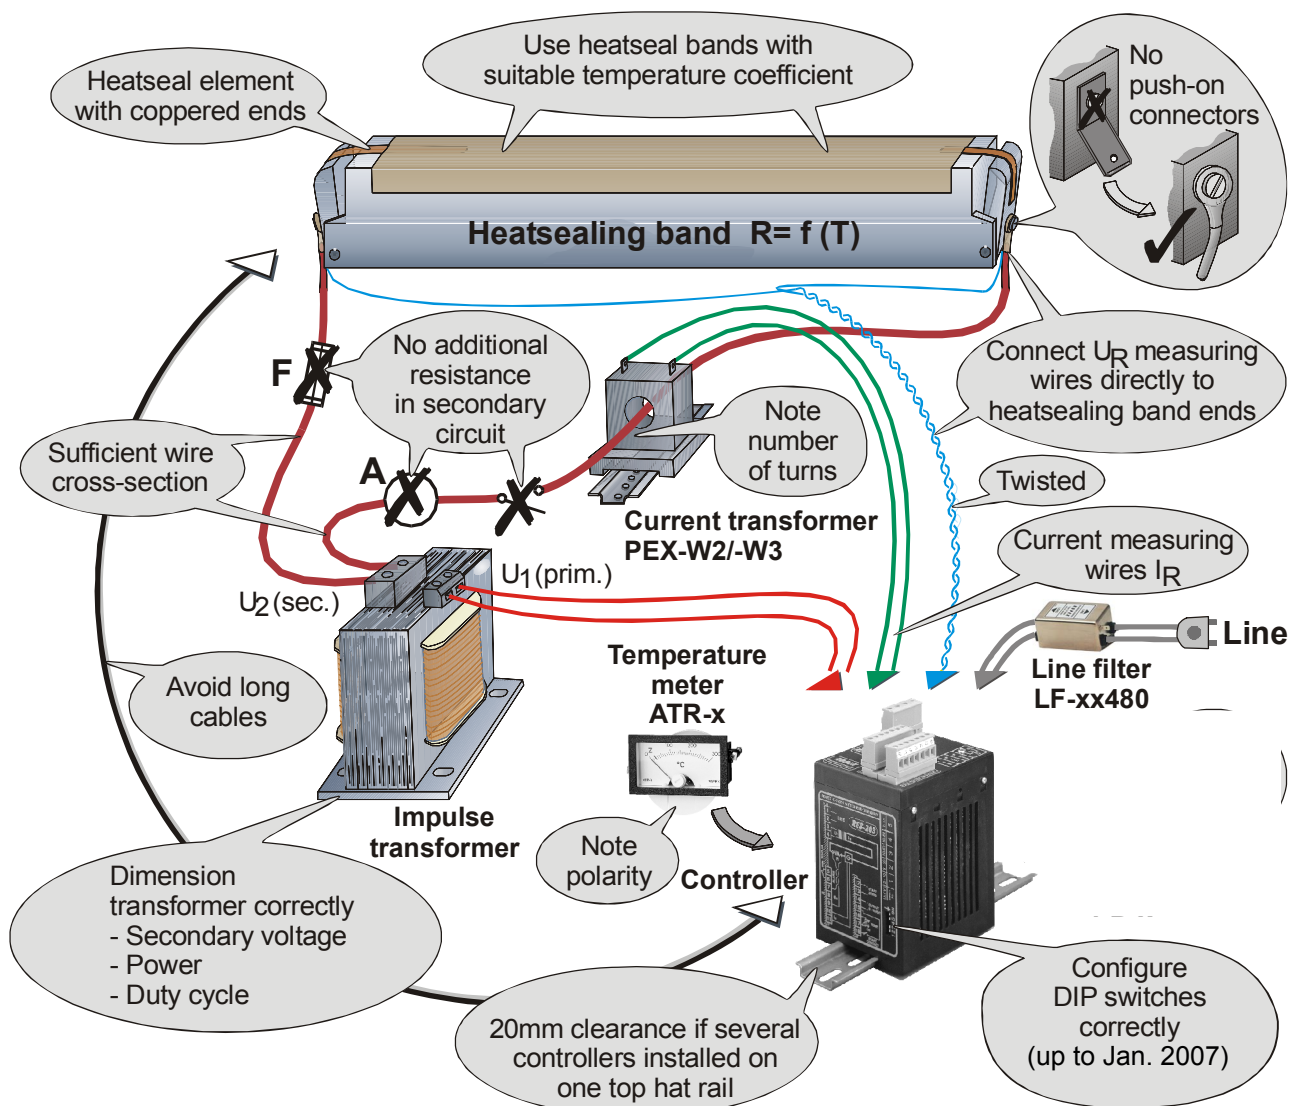 Use heatseal bands with
suitable temperature coefficient
Heatseal element
with coppered ends
No
push-on
connectors
Heatsealing band R= f (T)
F
No additional
resistance
in secondary
circuit
Note
number
of turns
Connect UR measuring
wires directly to
heatsealing band ends
Sufficient wire
cross-section
A
Twisted
Current transformer
PEX-W2/-W3
Current measuring
wires IR
U1 (prim.)
U2 (sec.)
Line
Line filter
LF-xx480
Temperature
meter
ATR-x
Avoid long
cables
°C
Impulse
transformer
Note
polarity
Controller
RES-205
Dimension
transformer correctly
- Secondary voltage
- Power
- Duty cycle
Configure
DIP switches
correctly
(up to Jan. 2007)
20mm clearance if several
controllers installed on
one top hat rail